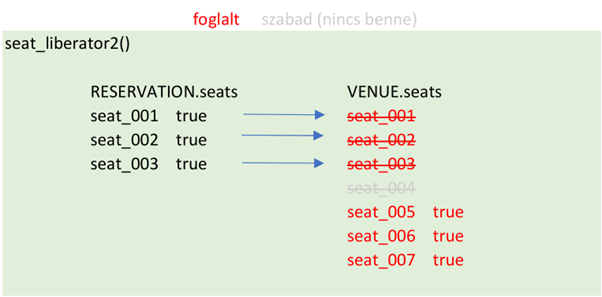 foglalt szabad (nincs benne)
seat_liberator2()
RESERVATION.seats VENUE.seats
seat_001 true seat_001
seat_002 true seat_002
seat_003 true seat_003
seat_004
seat_005 true
seat_006 true
seat_007 true